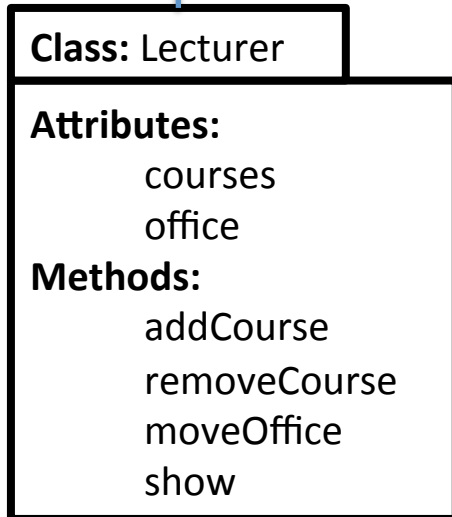 Class: Lecturer
Attributes:
courses
office
Methods:
addCourse
removeCourse
moveOffice
show